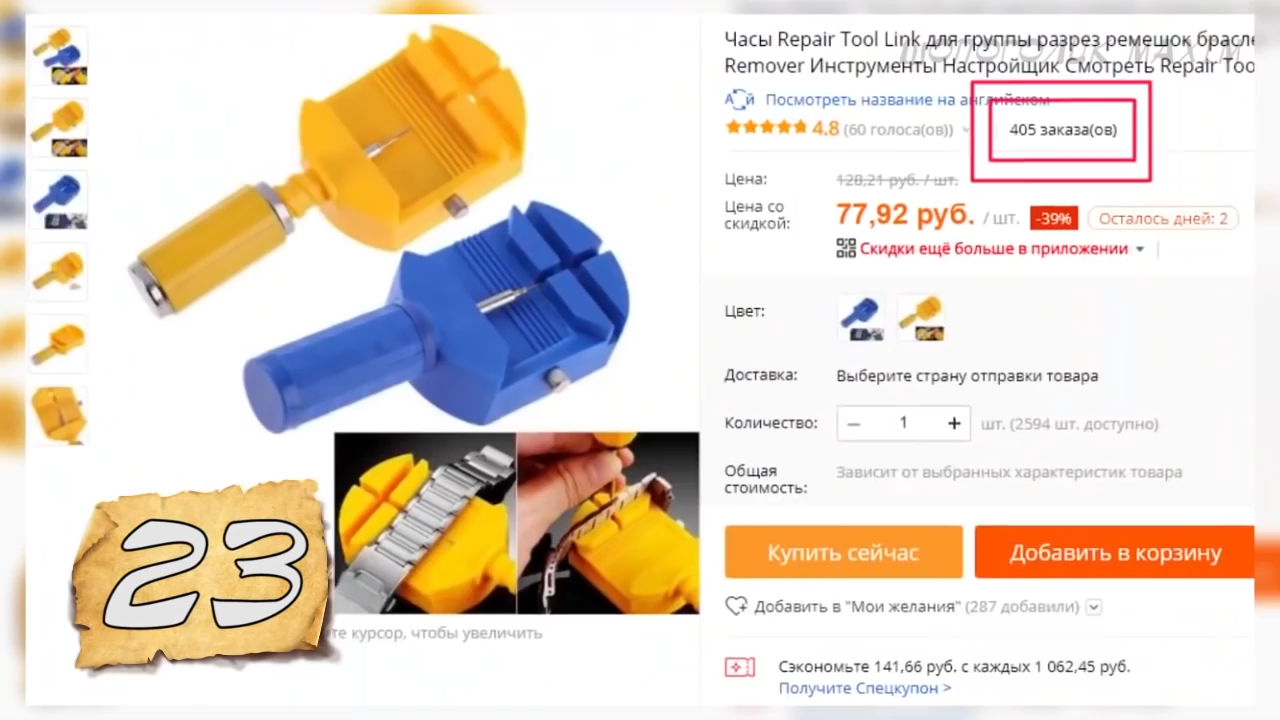 Часы Repair Tool Link для группы разрез ремешок брасле
Remover Инструменты Настройщик Смотреть Repair Too
Посмотреть название на английском
4.8 (60 голоса(ов))
405 заказа(ов)
Цена: 128,21 руб. / шт.
Цена со скидкой: 77,92 руб. / шт. -39% Осталось дней: 2
Скидки ещё больше в приложении
Цвет:
Доставка: Выберите страну отправки товара
Количество: − 1 + шт. (2594 шт. доступно)
Общая стоимость: Зависит от выбранных характеристик товара
Купить сейчас
Добавить в корзину
Добавить в "Мои желания" (287 добавили)
23
те курсор, чтобы увеличить
Сэкономьте 141,66 руб. с каждых 1 062,45 руб.
Получите Спецкупон >